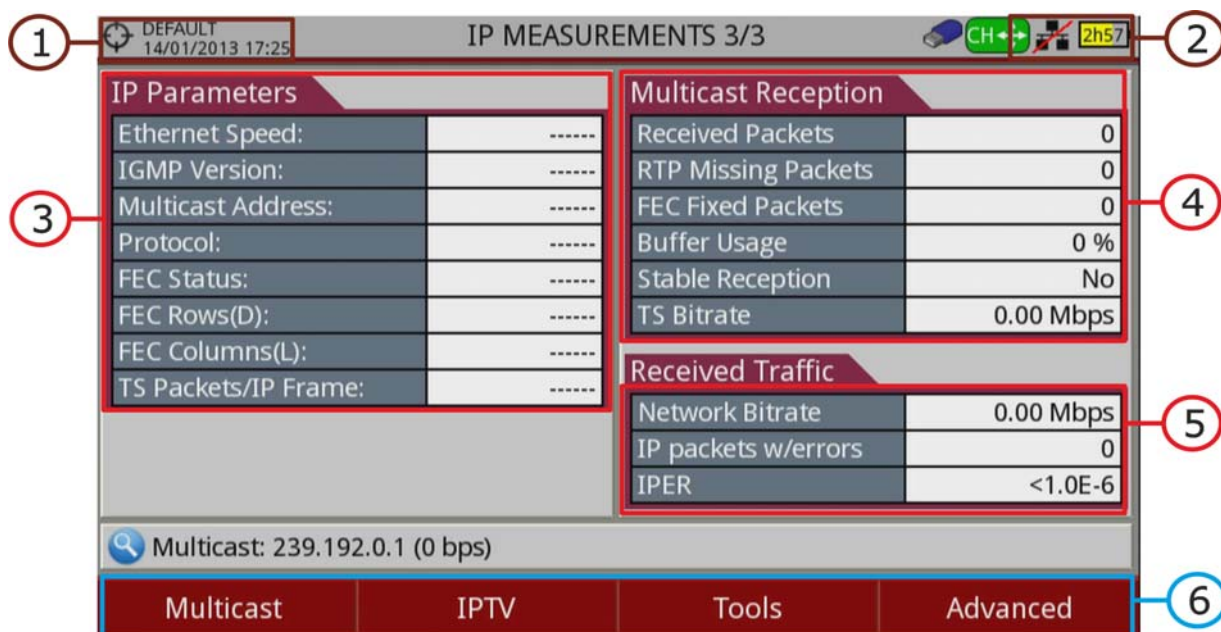 1
DEFAULT
14/01/2013 17:25
IP MEASUREMENTS 3/3
CH
2h57
2
3
IP Parameters
Ethernet Speed: ------
IGMP Version: ------
Multicast Address: ------
Protocol: ------
FEC Status: ------
FEC Rows(D): ------
FEC Columns(L): ------
TS Packets/IP Frame: ------
Multicast Reception
Received Packets 0
RTP Missing Packets 0
FEC Fixed Packets 0
Buffer Usage 0 %
Stable Reception No
TS Bitrate 0.00 Mbps
4
Received Traffic
Network Bitrate 0.00 Mbps
IP packets w/errors 0
IPER <1.0E-6
5
Multicast: 239.192.0.1 (0 bps)
Multicast IPTV Tools Advanced
6